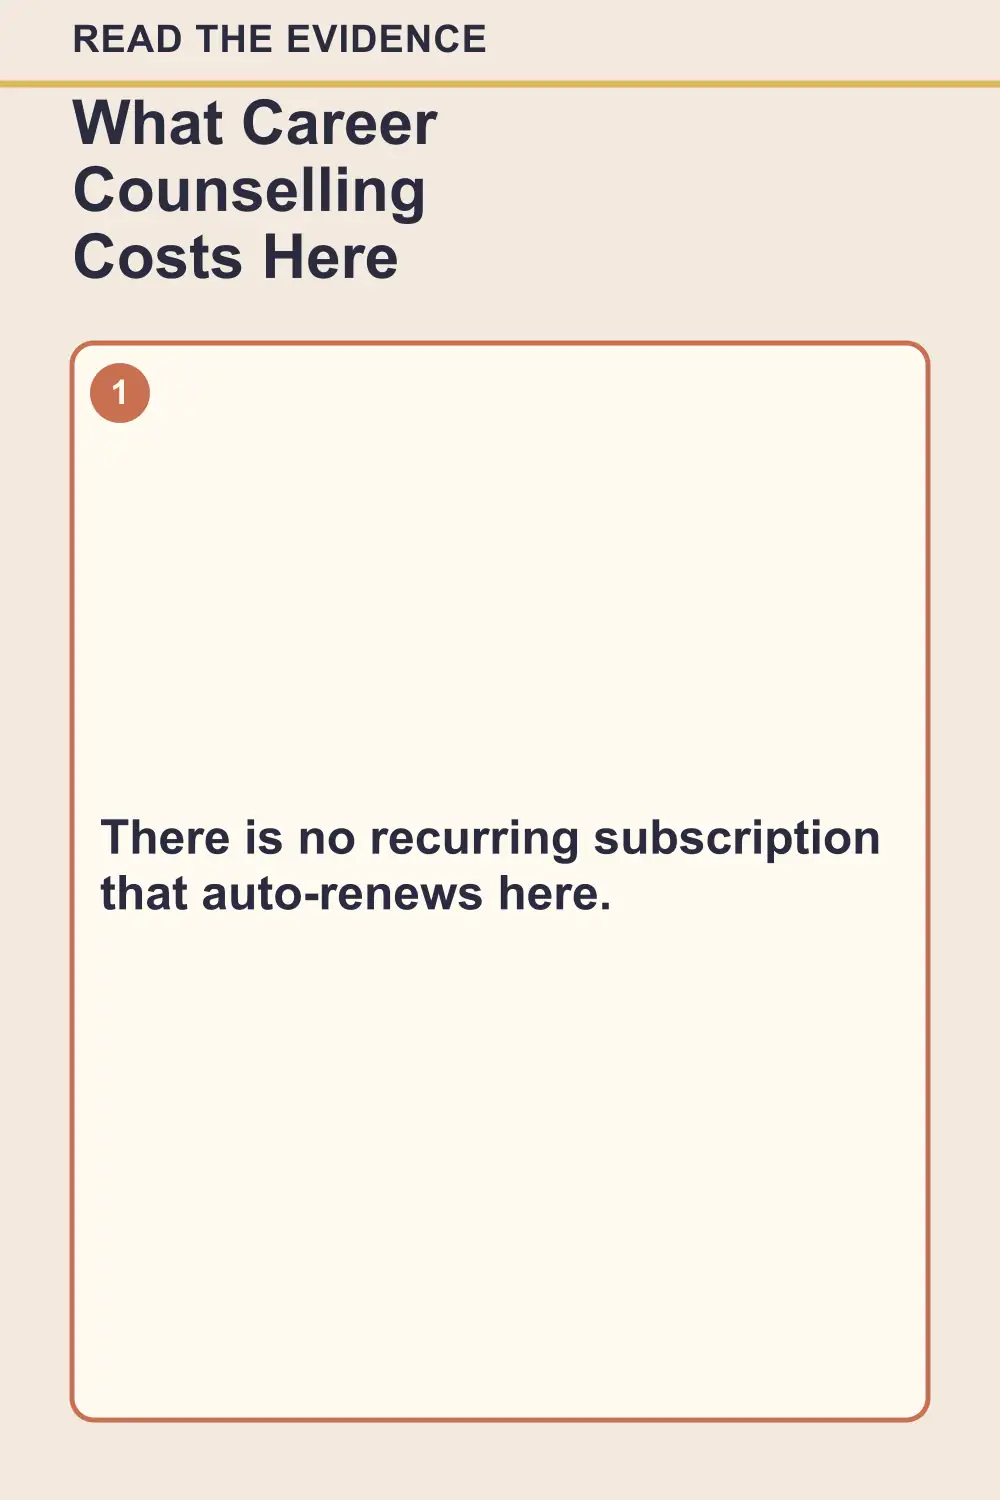 READ THE EVIDENCE
What Career
Counselling
Costs Here
1
There is no recurring subscription
that auto-renews here.